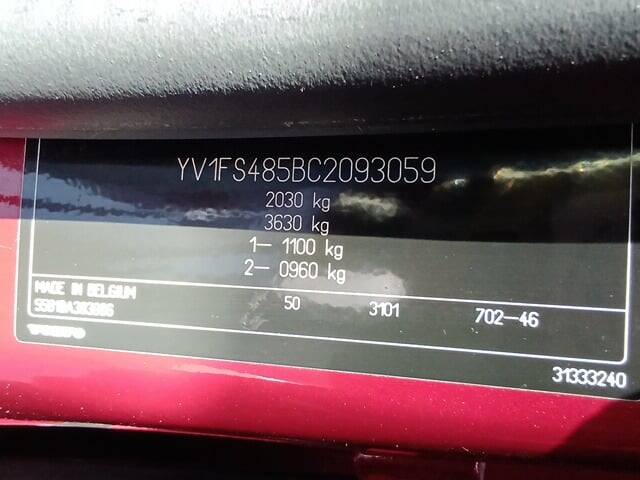 YV1FS485BC2093059
2030 kg
3630 kg
1— 1100 kg
2— 0960 kg
MADE IN BELGIUM
50 3101 702-46
VOLVO
31333240